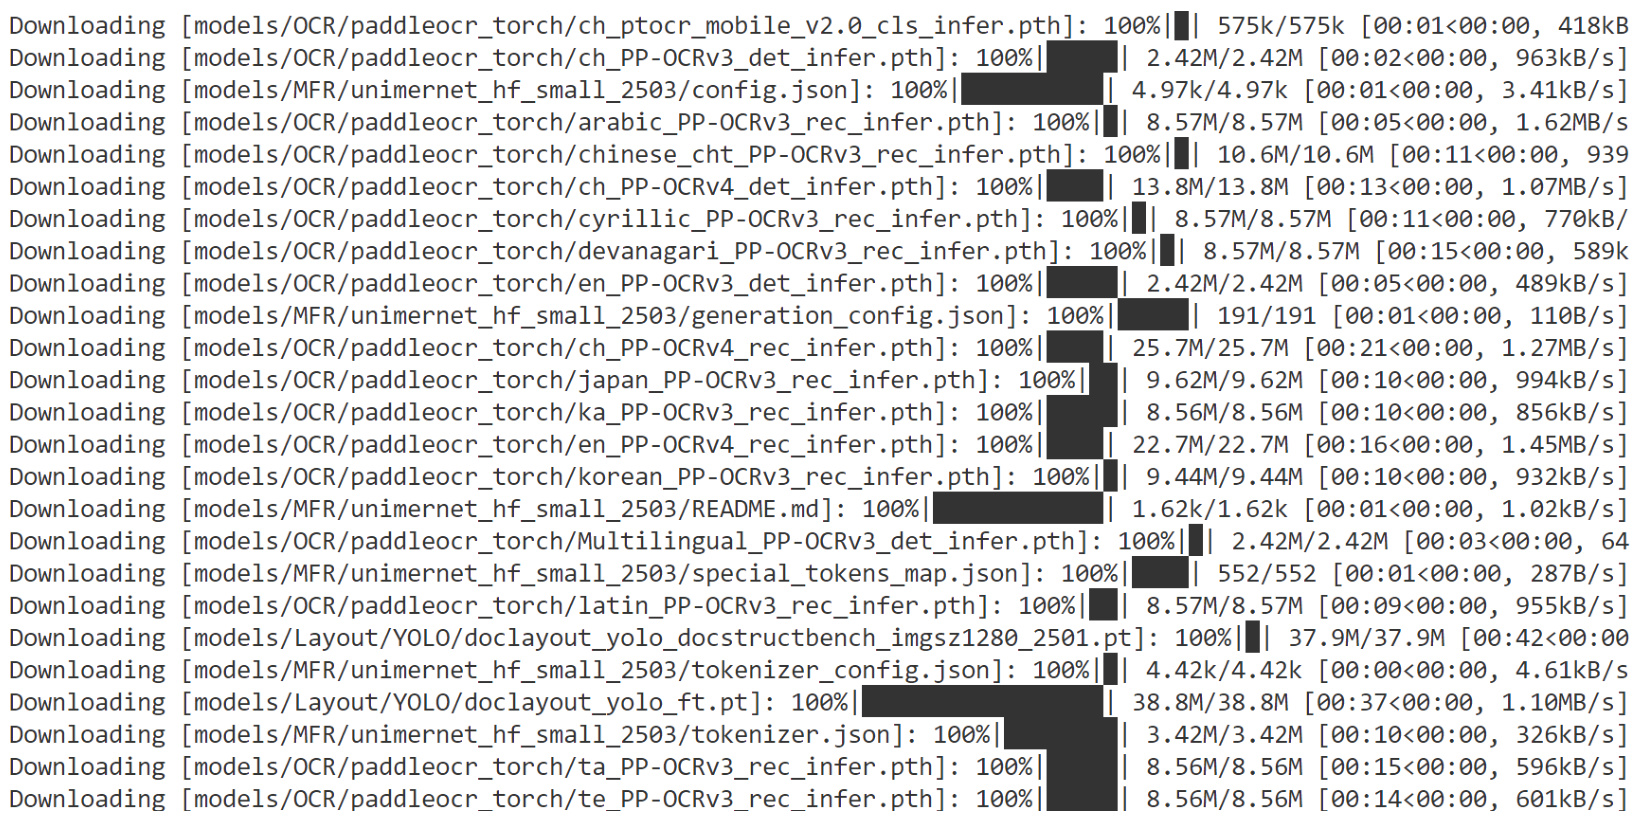 Downloading [models/OCR/paddleocr_torch/ch_ptocr_mobile_v2.0_cls_infer.pth]: 100%|█| 575k/575k [00:01<00:00, 418kB
Downloading [models/OCR/paddleocr_torch/ch_PP-OCRv3_det_infer.pth]: 100%|█████| 2.42M/2.42M [00:02<00:00, 963kB/s]
Downloading [models/MFR/unimernet_hf_small_2503/config.json]: 100%|██████████| 4.97k/4.97k [00:01<00:00, 3.41kB/s]
Downloading [models/OCR/paddleocr_torch/arabic_PP-OCRv3_rec_infer.pth]: 100%|█| 8.57M/8.57M [00:05<00:00, 1.62MB/s
Downloading [models/OCR/paddleocr_torch/chinese_cht_PP-OCRv3_rec_infer.pth]: 100%|█| 10.6M/10.6M [00:11<00:00, 939
Downloading [models/OCR/paddleocr_torch/ch_PP-OCRv4_det_infer.pth]: 100%|████| 13.8M/13.8M [00:13<00:00, 1.07MB/s]
Downloading [models/OCR/paddleocr_torch/cyrillic_PP-OCRv3_rec_infer.pth]: 100%|█| 8.57M/8.57M [00:11<00:00, 770kB/
Downloading [models/OCR/paddleocr_torch/devanagari_PP-OCRv3_rec_infer.pth]: 100%|█| 8.57M/8.57M [00:15<00:00, 589k
Downloading [models/OCR/paddleocr_torch/en_PP-OCRv3_det_infer.pth]: 100%|█████| 2.42M/2.42M [00:05<00:00, 489kB/s]
Downloading [models/MFR/unimernet_hf_small_2503/generation_config.json]: 100%|█████| 191/191 [00:01<00:00, 110B/s]
Downloading [models/OCR/paddleocr_torch/ch_PP-OCRv4_rec_infer.pth]: 100%|████| 25.7M/25.7M [00:21<00:00, 1.27MB/s]
Downloading [models/OCR/paddleocr_torch/japan_PP-OCRv3_rec_infer.pth]: 100%|██| 9.62M/9.62M [00:10<00:00, 994kB/s]
Downloading [models/OCR/paddleocr_torch/ka_PP-OCRv3_rec_infer.pth]: 100%|█████| 8.56M/8.56M [00:10<00:00, 856kB/s]
Downloading [models/OCR/paddleocr_torch/en_PP-OCRv4_rec_infer.pth]: 100%|████| 22.7M/22.7M [00:16<00:00, 1.45MB/s]
Downloading [models/OCR/paddleocr_torch/korean_PP-OCRv3_rec_infer.pth]: 100%|█| 9.44M/9.44M [00:10<00:00, 932kB/s]
Downloading [models/MFR/unimernet_hf_small_2503/README.md]: 100%|████████████| 1.62k/1.62k [00:01<00:00, 1.02kB/s]
Downloading [models/OCR/paddleocr_torch/Multilingual_PP-OCRv3_det_infer.pth]: 100%|█| 2.42M/2.42M [00:03<00:00, 64
Downloading [models/MFR/unimernet_hf_small_2503/special_tokens_map.json]: 100%|████| 552/552 [00:01<00:00, 287B/s]
Downloading [models/OCR/paddleocr_torch/latin_PP-OCRv3_rec_infer.pth]: 100%|██| 8.57M/8.57M [00:09<00:00, 955kB/s]
Downloading [models/Layout/YOLO/doclayout_yolo_docstructbench_imgsz1280_2501.pt]: 100%|█| 37.9M/37.9M [00:42<00:00
Downloading [models/MFR/unimernet_hf_small_2503/tokenizer_config.json]: 100%|█| 4.42k/4.42k [00:00<00:00, 4.61kB/s
Downloading [models/Layout/YOLO/doclayout_yolo_ft.pt]: 100%|█████████████████| 38.8M/38.8M [00:37<00:00, 1.10MB/s]
Downloading [models/MFR/unimernet_hf_small_2503/tokenizer.json]: 100%|████████| 3.42M/3.42M [00:10<00:00, 326kB/s]
Downloading [models/OCR/paddleocr_torch/ta_PP-OCRv3_rec_infer.pth]: 100%|█████| 8.56M/8.56M [00:15<00:00, 596kB/s]
Downloading [models/OCR/paddleocr_torch/te_PP-OCRv3_rec_infer.pth]: 100%|█████| 8.56M/8.56M [00:14<00:00, 601kB/s]